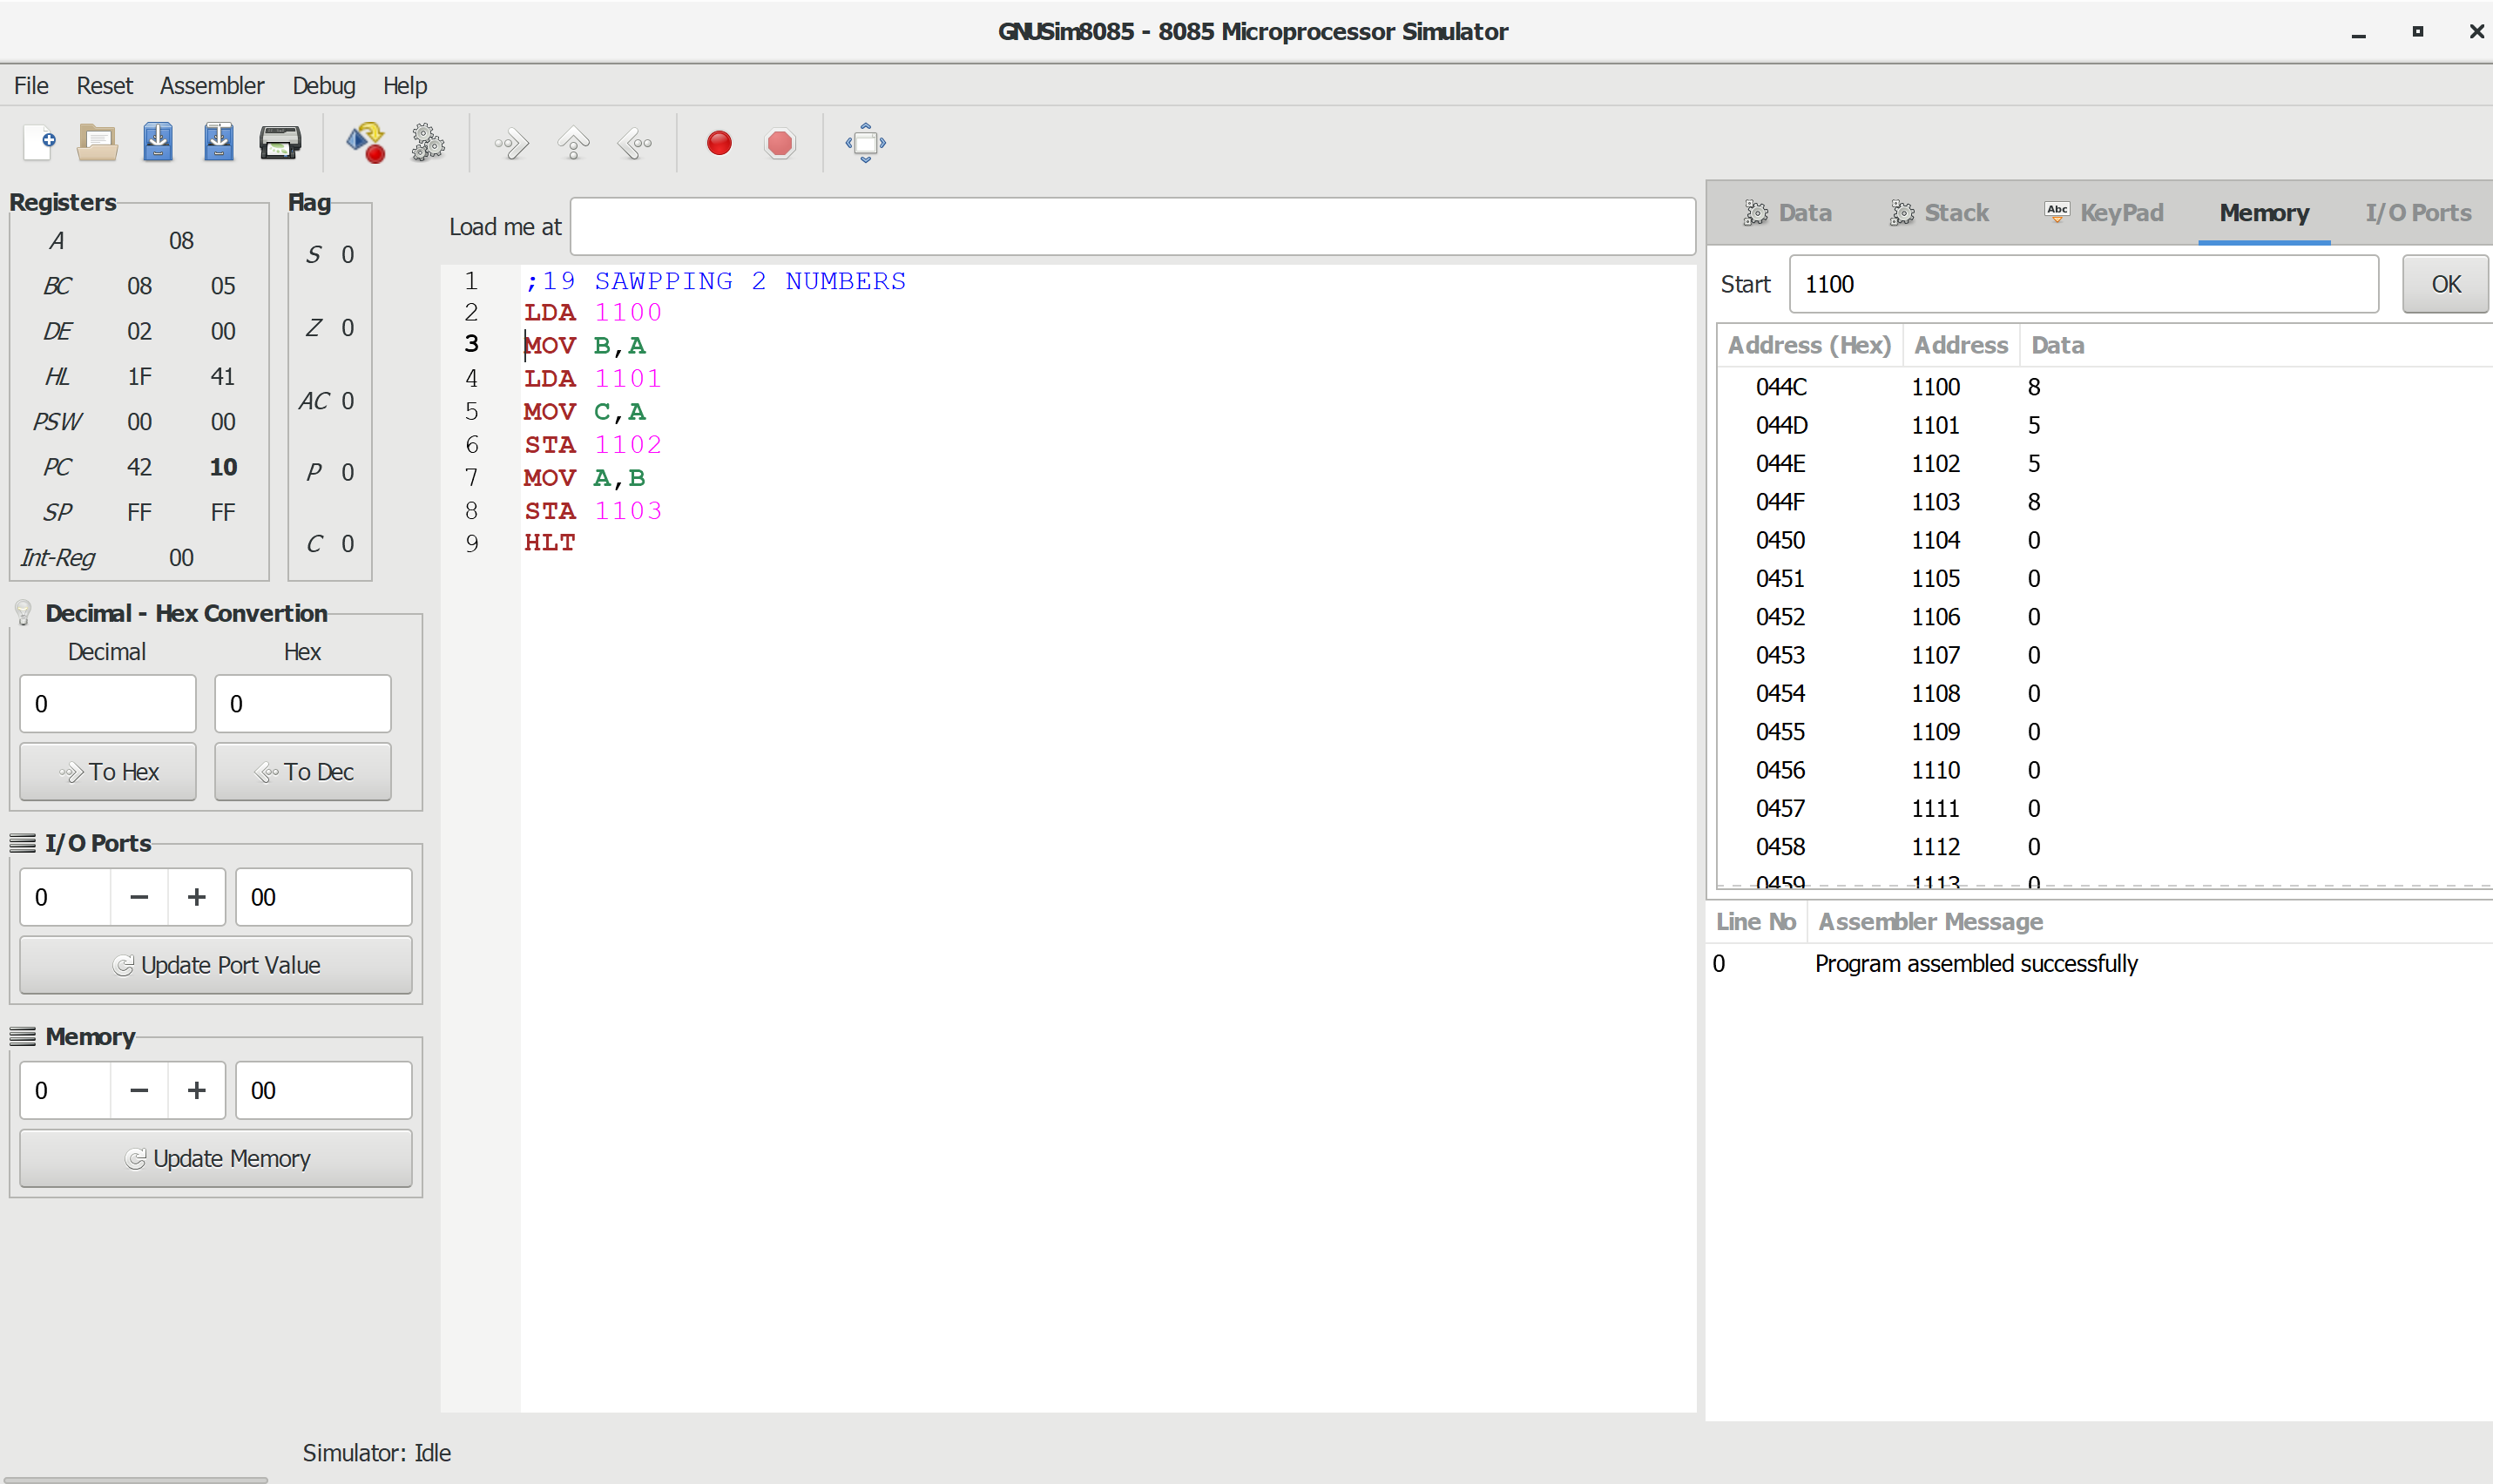 GNUSim8085 - 8085 Microprocessor Simulator
File Reset Assembler Debug Help
Registers
A 08
BC 08 05
DE 02 00
HL 1F 41
PSW 00 00
PC 42 10
SP FF FF
Int-Reg 00
Flag
S 0
Z 0
AC 0
P 0
C 0
Decimal - Hex Convertion
Decimal Hex
0 0
To Hex To Dec
I/O Ports
0 − + 00
Update Port Value
Memory
0 − + 00
Update Memory
Load me at
1 ;19 SAWPPING 2 NUMBERS
2 LDA 1100
3 MOV B,A
4 LDA 1101
5 MOV C,A
6 STA 1102
7 MOV A,B
8 STA 1103
9 HLT
Data Stack Abc KeyPad Memory I/O Ports
Start 1100 OK
Address (Hex) Address Data
044C 1100 8
044D 1101 5
044E 1102 5
044F 1103 8
0450 1104 0
0451 1105 0
0452 1106 0
0453 1107 0
0454 1108 0
0455 1109 0
0456 1110 0
0457 1111 0
0458 1112 0
0459 1113 0
Line No Assembler Message
0 Program assembled successfully
Simulator: Idle